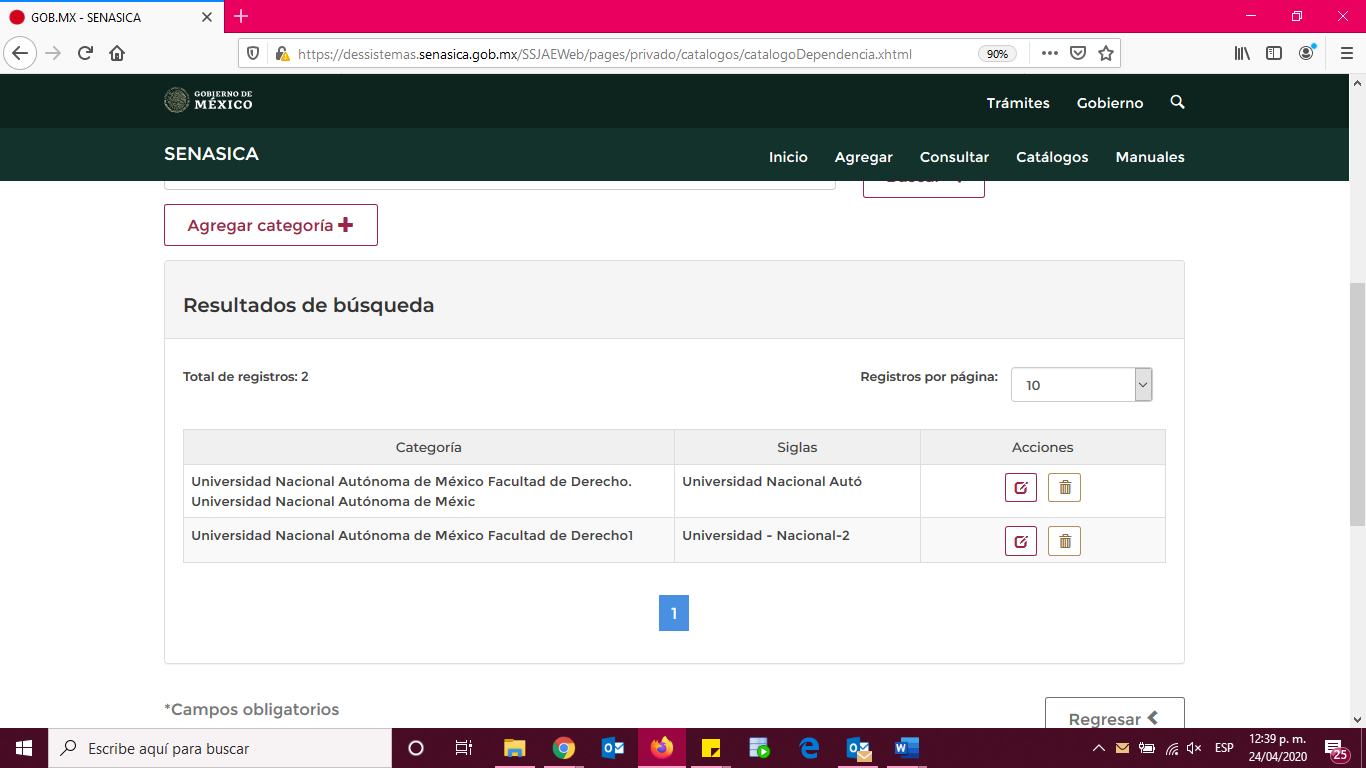 GOB.MX - SENASICA
https://dessistemas.senasica.gob.mx/SSJAEWeb/pages/privado/catalogos/catalogoDependencia.xhtml
90%
GOBIERNO DE
MÉXICO
Trámites
Gobierno
SENASICA
Inicio
Agregar
Consultar
Catálogos
Manuales
Agregar categoría
Resultados de búsqueda
Total de registros: 2
Registros por página:
10
Categoría
Siglas
Acciones
Universidad Nacional Autónoma de México Facultad de Derecho.
Universidad Nacional Autónoma de Méxic
Universidad Nacional Autó
Universidad Nacional Autónoma de México Facultad de Derecho1
Universidad - Nacional-2
1
*Campos obligatorios
Regresar
Escribe aquí para buscar
ESP
12:39 p. m.
24/04/2020
25